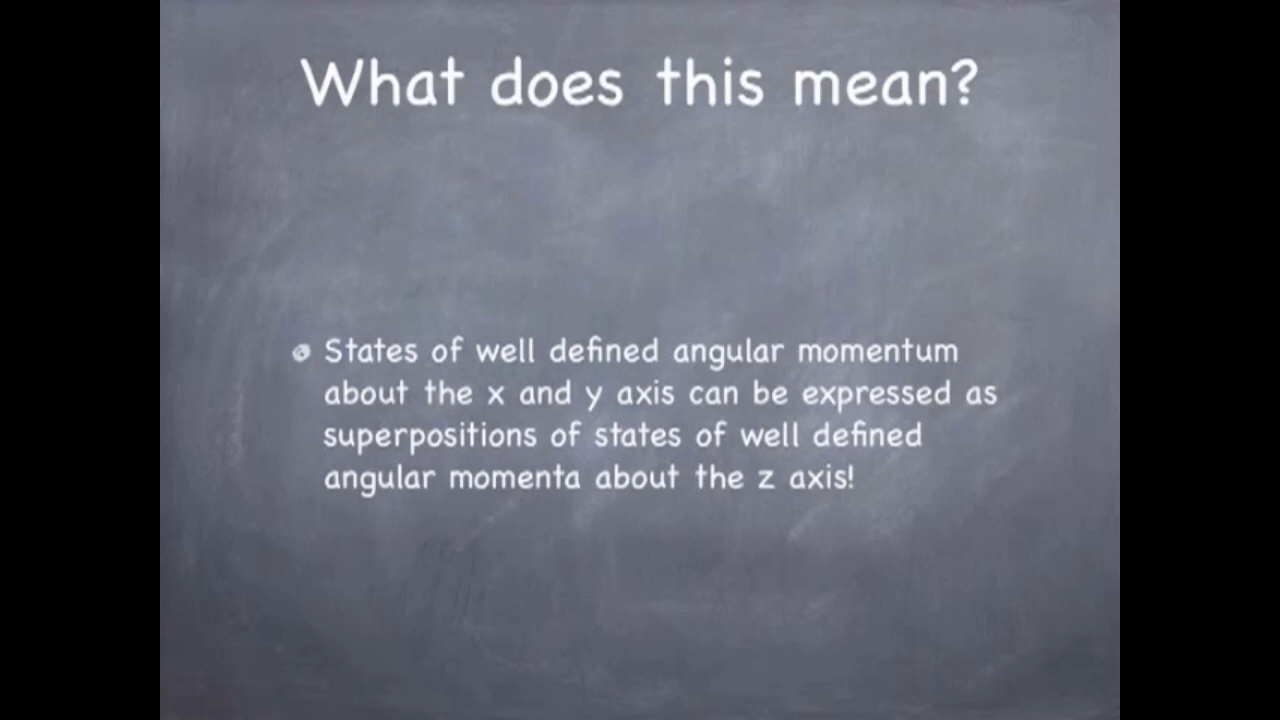 What does this mean?
States of well defined angular momentum
about the x and y axis can be expressed as
superpositions of states of well defined
angular momenta about the z axis!